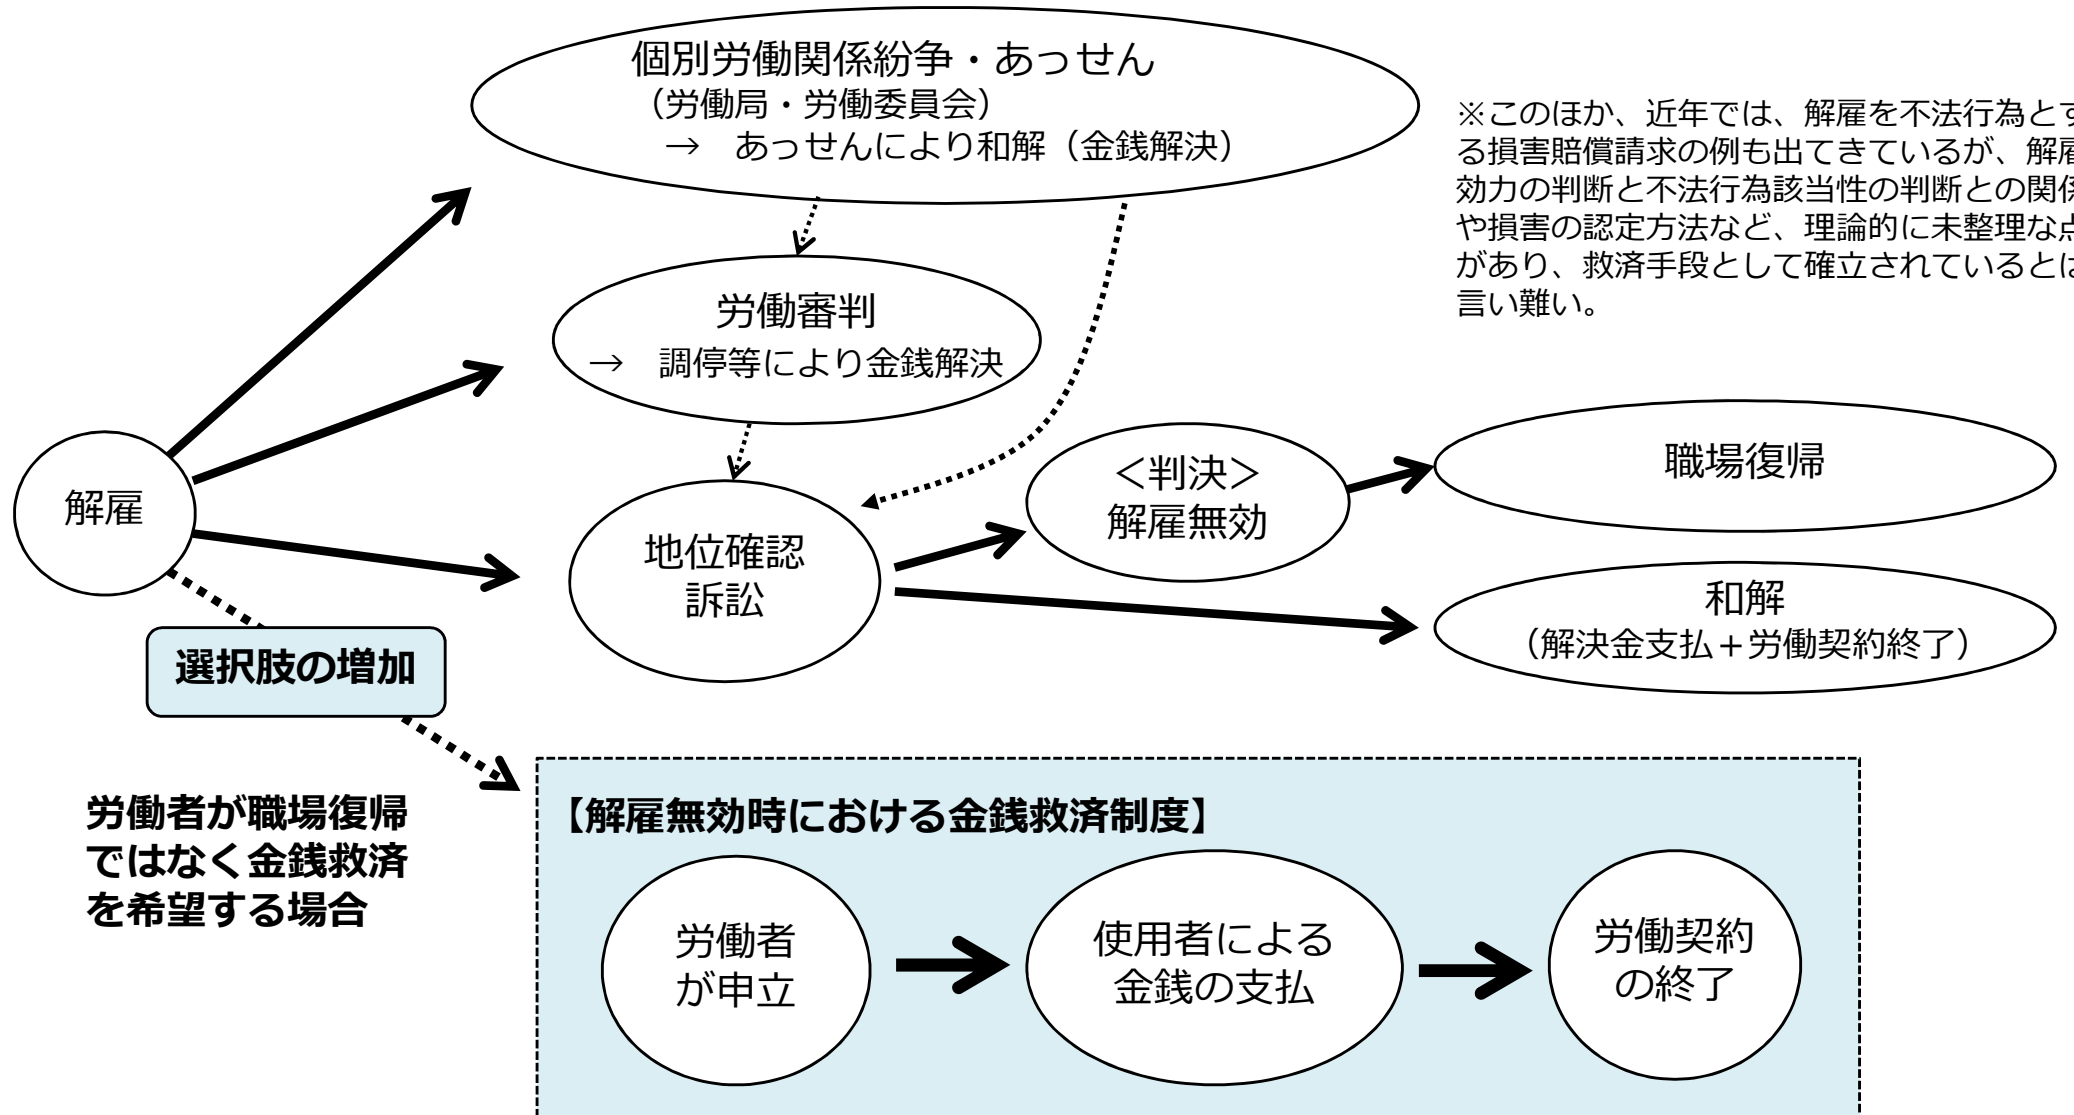 個別労働関係紛争・あっせん
（労働局・労働委員会）
→　あっせんにより和解（金銭解決）
※このほか、近年では、解雇を不法行為とす
る損害賠償請求の例も出てきているが、解雇
効力の判断と不法行為該当性の判断との関係
や損害の認定方法など、理論的に未整理な点
があり、救済手段として確立されているとは
言い難い。
労働審判
→　調停等により金銭解決
解雇
地位確認
訴訟
＜判決＞
解雇無効
職場復帰
和解
（解決金支払＋労働契約終了）
選択肢の増加
労働者が職場復帰
ではなく金銭救済
を希望する場合
【解雇無効時における金銭救済制度】
労働者
が申立
使用者による
金銭の支払
労働契約
の終了